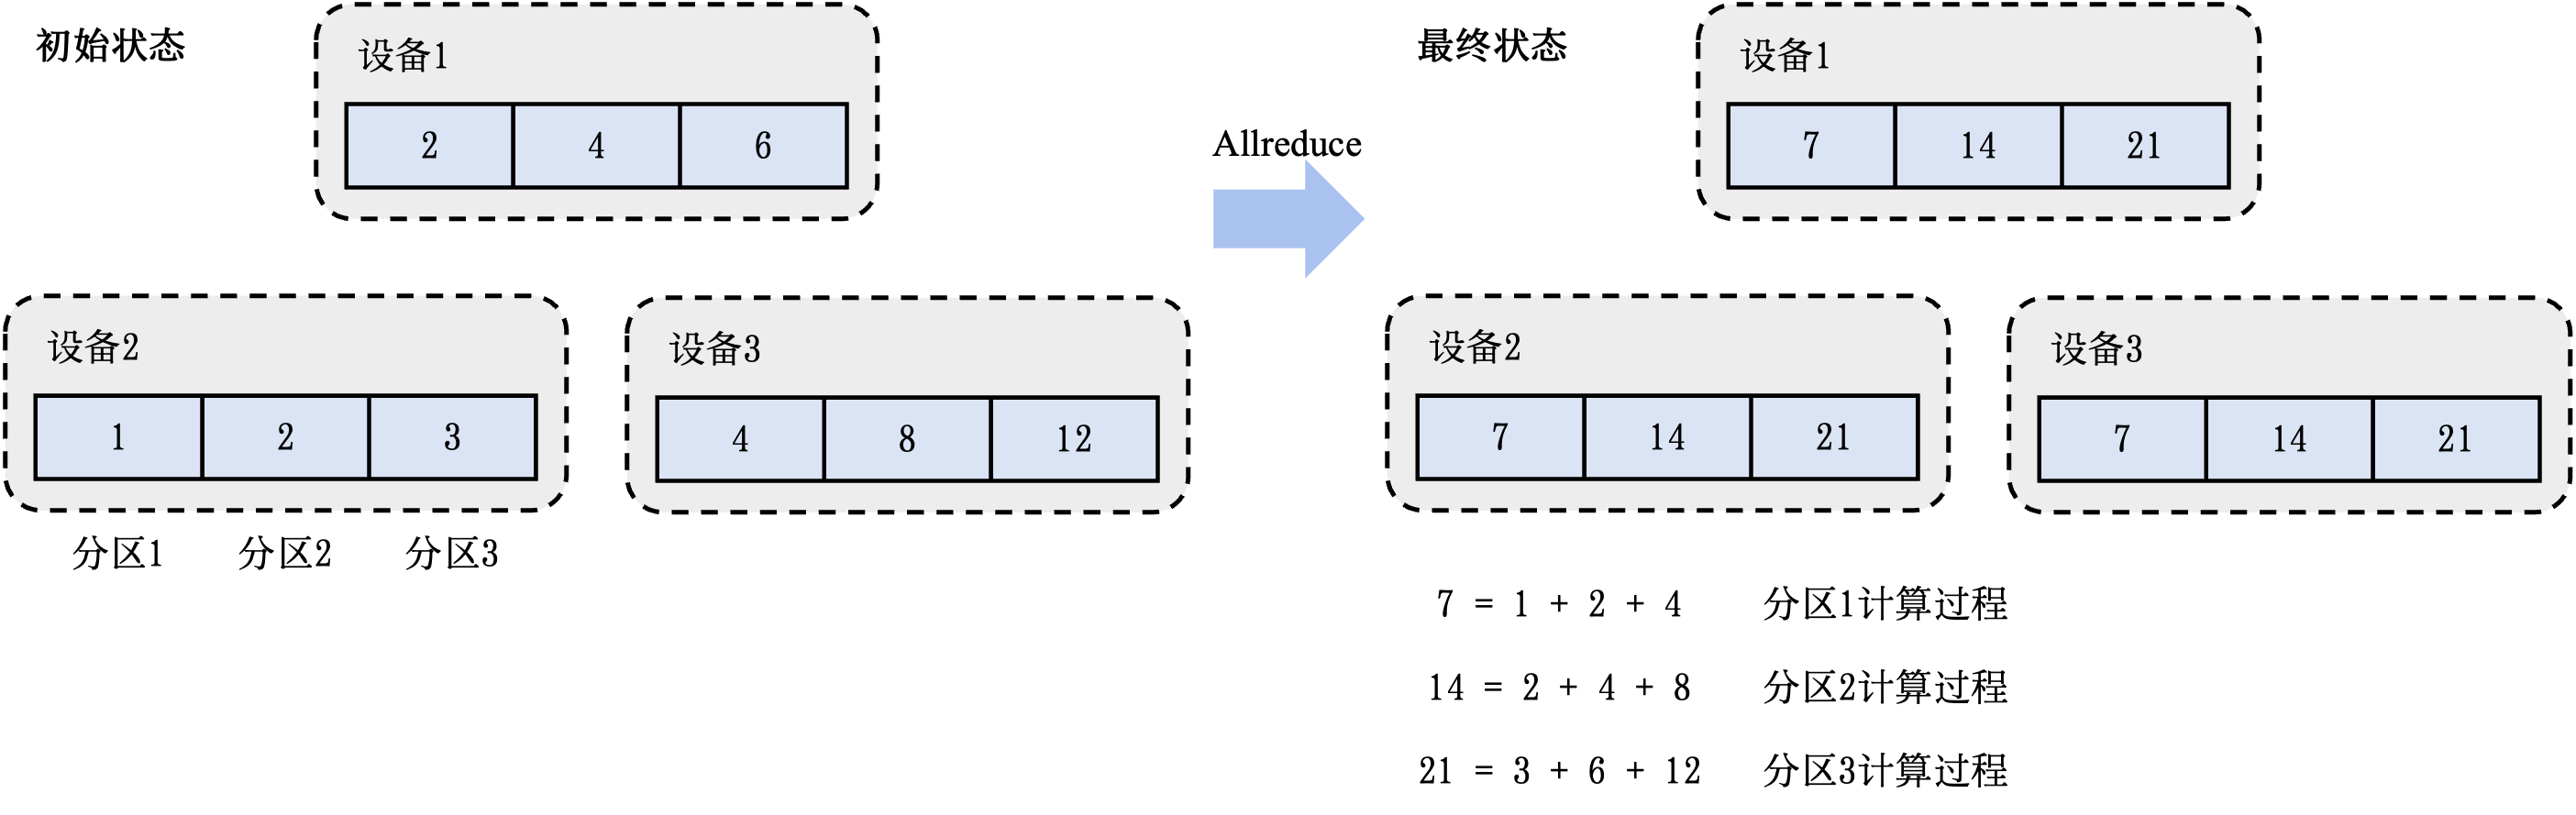 初始状态
设备1
2 4 6
设备2
1 2 3
设备3
4 8 12
分区1 分区2 分区3
Allreduce
最终状态
设备1
7 14 21
设备2
7 14 21
设备3
7 14 21
7 = 1 + 2 + 4 分区1计算过程
14 = 2 + 4 + 8 分区2计算过程
21 = 3 + 6 + 12 分区3计算过程